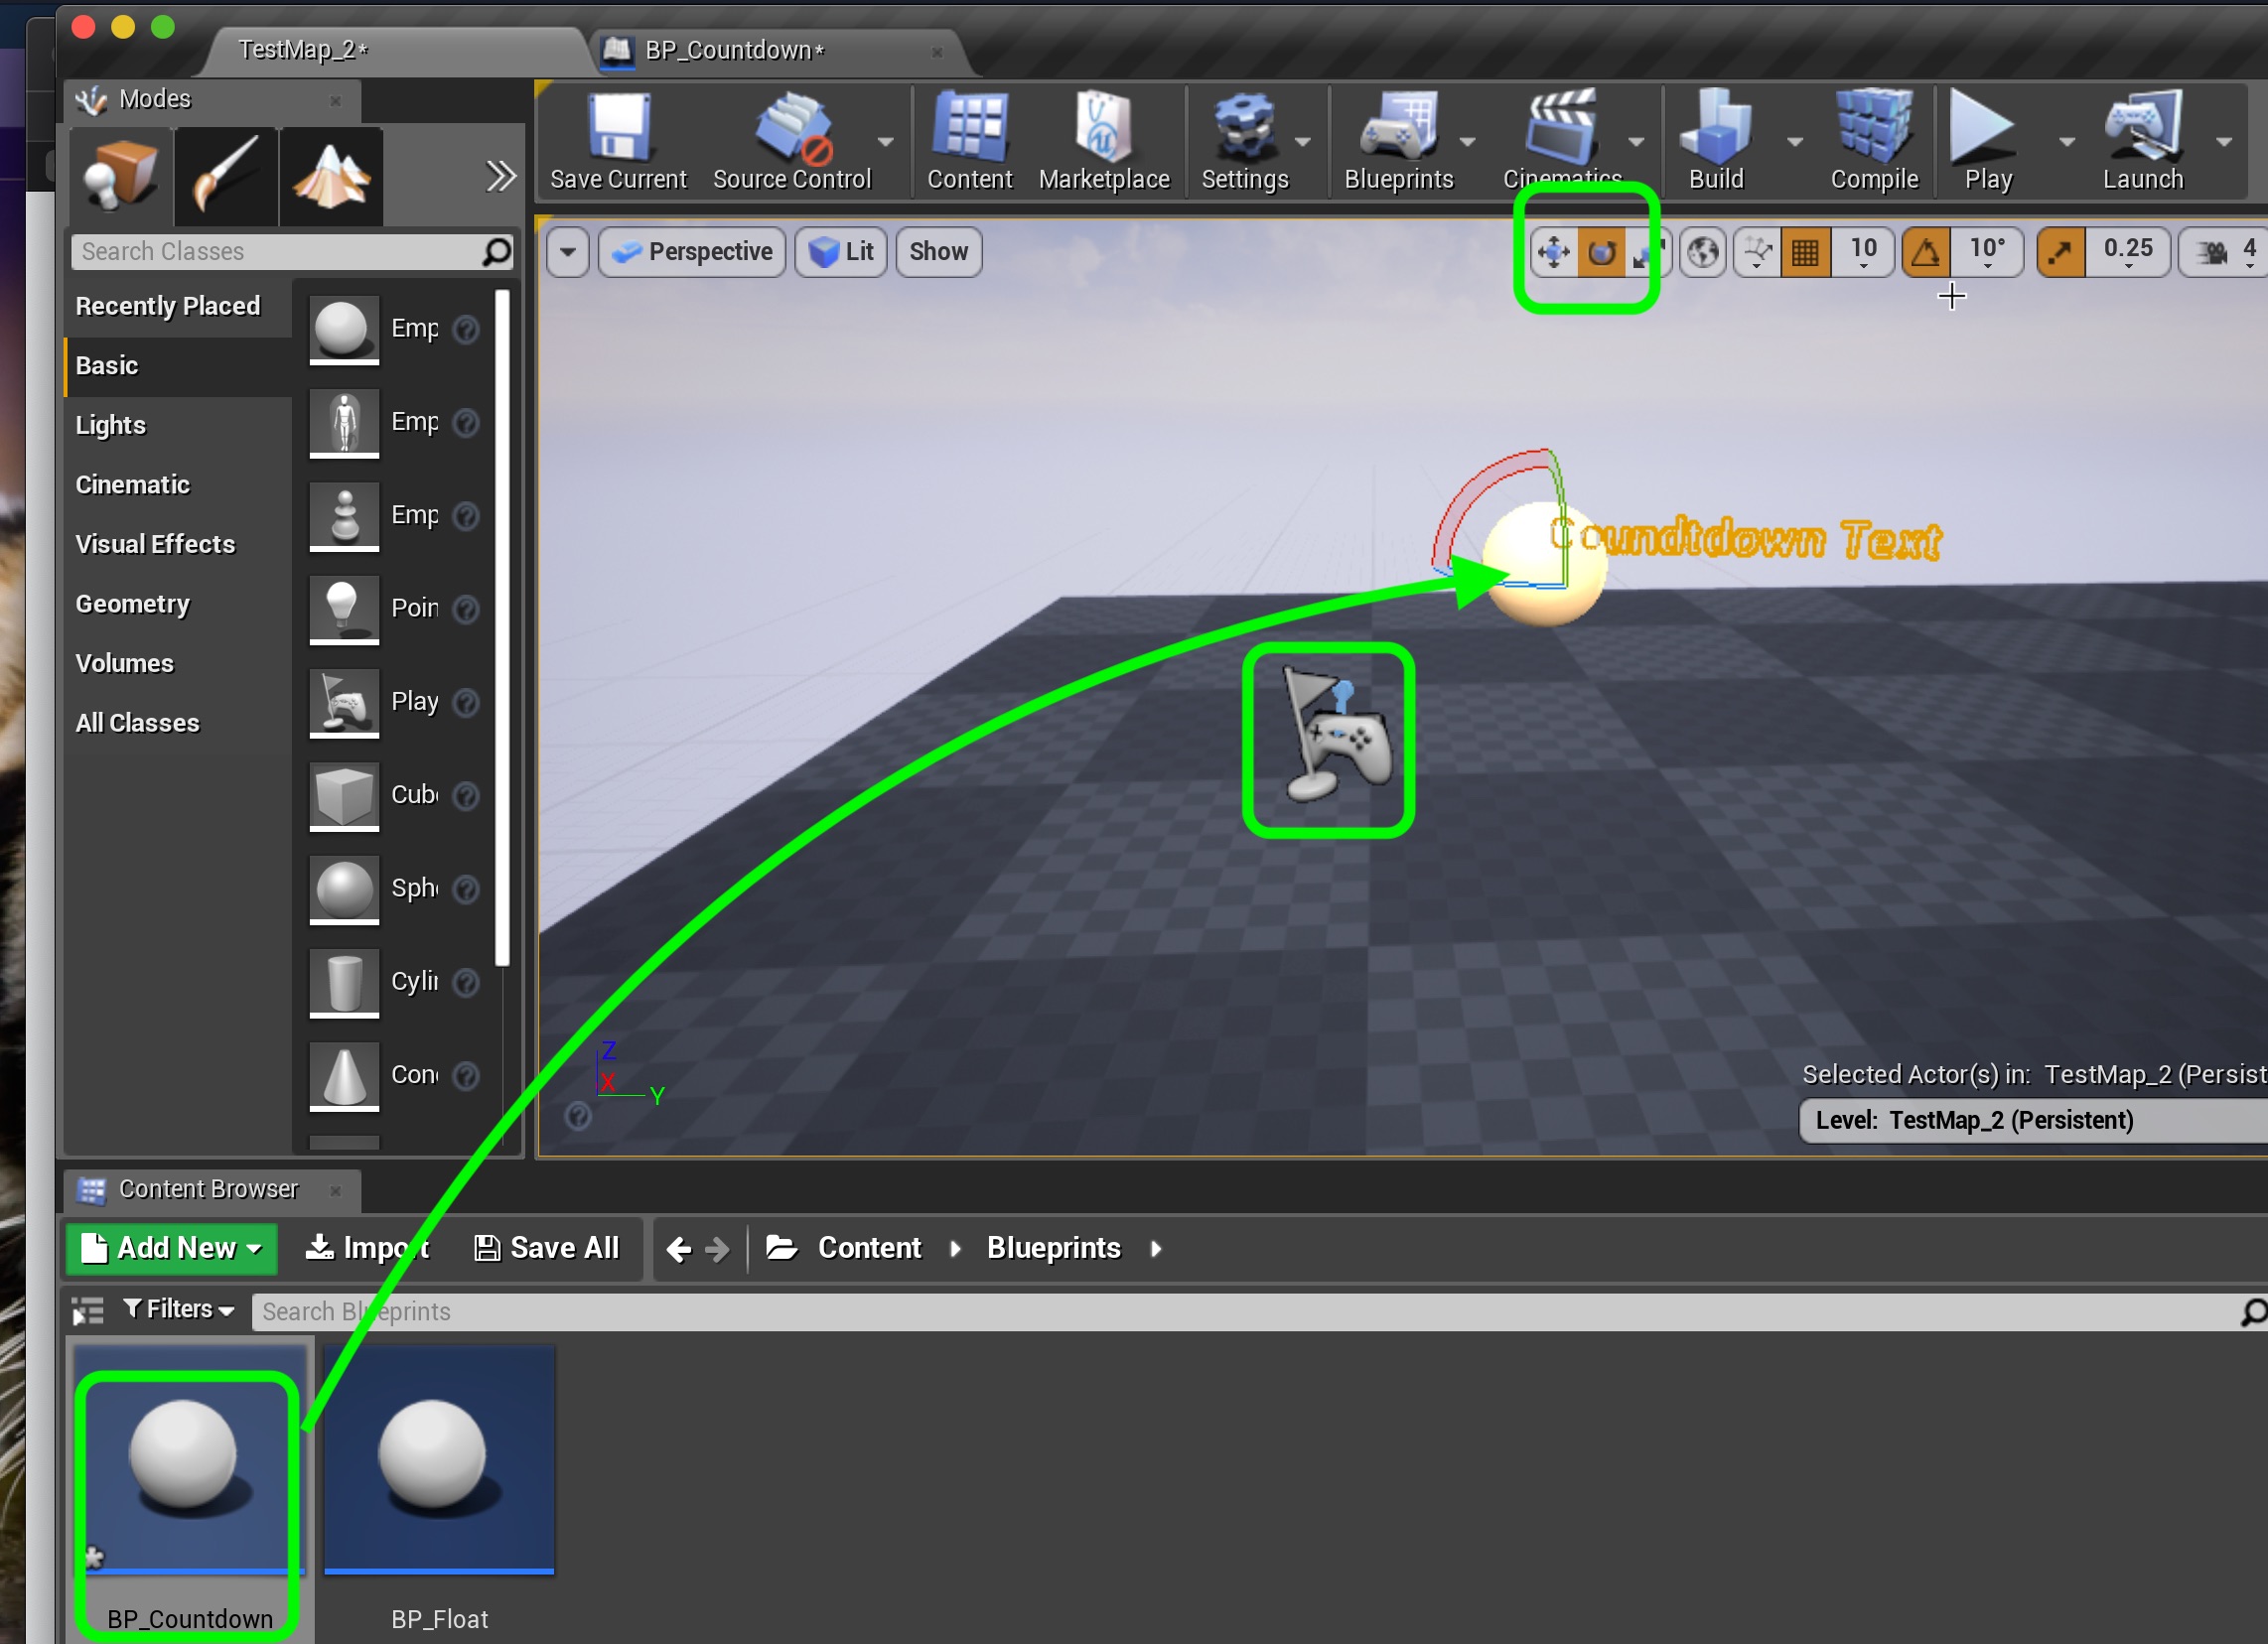 TestMap_2*
BP_Countdown*
Modes
Save Current
Source Control
Content
Marketplace
Settings
Blueprints
Cinematics
Build
Compile
Play
Launch
Search Classes
Perspective
Lit
Show
10
10°
0.25
4
Recently Placed
Basic
Lights
Cinematic
Visual Effects
Geometry
Volumes
All Classes
Emp
Emp
Emp
Poin
Play
Cub
Sph
Cyli
Con
Coundtdown Text
Z
X
Y
Selected Actor(s) in: TestMap_2 (Persist
Level: TestMap_2 (Persistent)
Content Browser
Add New
Import
Save All
Content
Blueprints
Filters
Search Blueprints
BP_Countdown
BP_Float